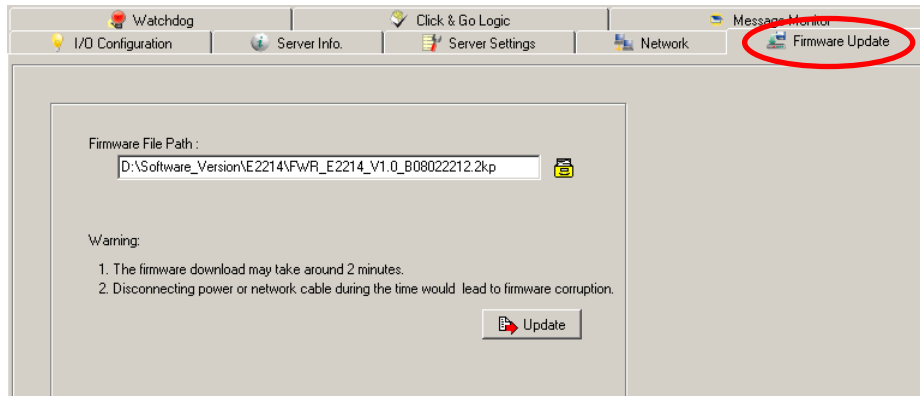 Watchdog Click & Go Logic Message Monitor
I/O Configuration Server Info. Server Settings Network Firmware Update
Firmware File Path :
D:\Software_Version\E2214\FWR_E2214_V1.0_B08022212.2kp
Warning:
1. The firmware download may take around 2 minutes.
2. Disconnecting power or network cable during the time would lead to firmware corruption.
Update